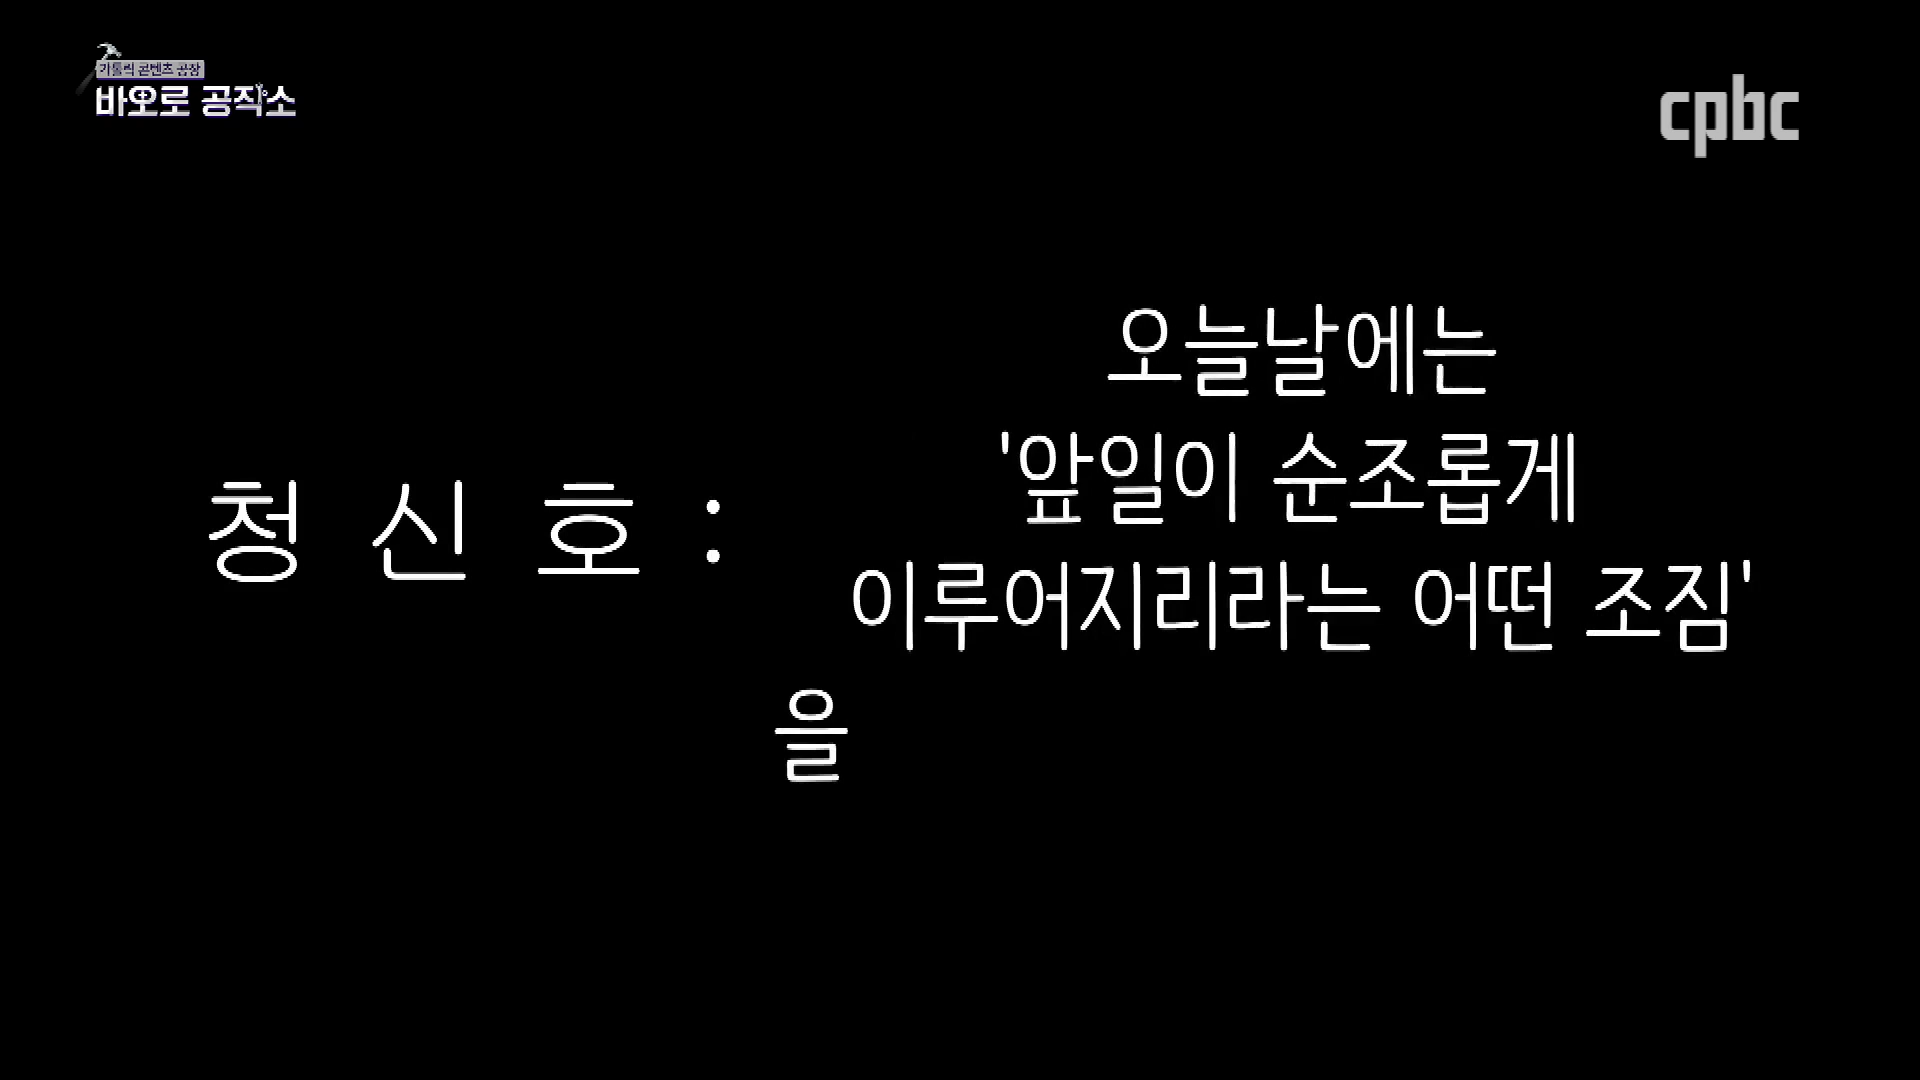 가톨릭 콘텐츠 공장
바오로 공작소
cpbc
청 신 호 :
오늘날에는
'앞일이 순조롭게
이루어지리라는 어떤 조짐'
을